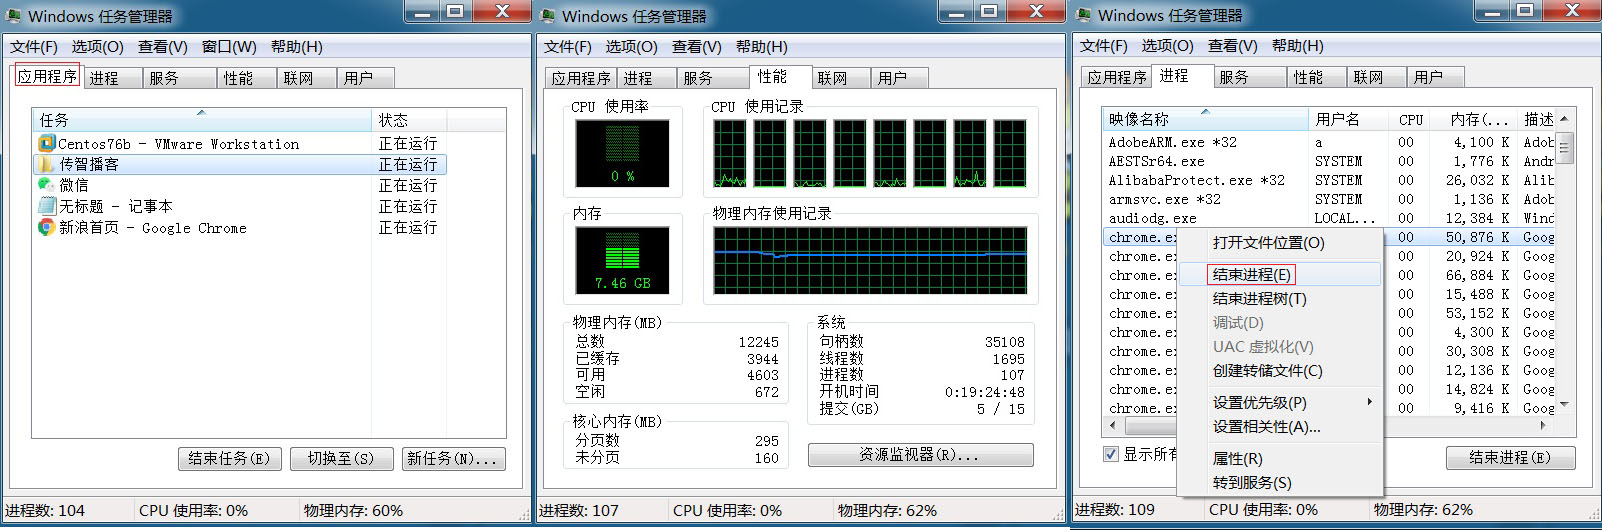 Windows 任务管理器
文件(F) 选项(O) 查看(V) 窗口(W) 帮助(H)
应用程序 进程 服务 性能 联网 用户
任务 状态
Centos76b - VMware Workstation 正在运行
传智播客 正在运行
微信 正在运行
无标题 - 记事本 正在运行
新浪首页 - Google Chrome 正在运行
结束任务(E) 切换至(S) 新任务(N)...
进程数: 104 CPU 使用率: 0% 物理内存: 60%
Windows 任务管理器
文件(F) 选项(O) 查看(V) 帮助(H)
应用程序 进程 服务 性能 联网 用户
CPU 使用率 CPU 使用记录
0 %
内存 物理内存使用记录
7.46 GB
物理内存(MB)
总数 12245
已缓存 3944
可用 4603
空闲 672
核心内存(MB)
分页数 295
未分页 160
系统
句柄数 35108
线程数 1695
进程数 107
开机时间 0:19:24:48
提交(GB) 5 / 15
资源监视器(R)...
进程数: 107 CPU 使用率: 0% 物理内存: 62%
Windows 任务管理器
文件(F) 选项(O) 查看(V) 帮助(H)
应用程序 进程 服务 性能 联网 用户
映像名称 用户名 CPU 内存(... 描述
AdobeARM.exe *32 a 00 4,100 K Adob
AESTSr64.exe SYSTEM 00 1,776 K Andr
AlibabaProtect.exe *32 SYSTEM 00 26,032 K Alib
armsvc.exe *32 SYSTEM 00 1,136 K Adob
audiodg.exe LOCAL... 00 12,384 K Wind
chrome.e 00 50,876 K Goog
chrome.e 00 20,924 K Goog
chrome.e 00 66,884 K Goog
chrome.e 00 15,488 K Goog
chrome.e 00 53,152 K Goog
chrome.e 00 4,300 K Goog
chrome.e 00 30,308 K Goog
chrome.e 00 12,136 K Goog
chrome.e 00 14,824 K Goog
chrome.e 00 9,416 K Goog
打开文件位置(O)
结束进程(E)
结束进程树(T)
调试(D)
UAC 虚拟化(V)
创建转储文件(C)
设置优先级(P)
设置相关性(A)...
属性(R)
转到服务(S)
显示所有 结束进程(E)
进程数: 109 CPU 使用率: 0% 物理内存: 62%